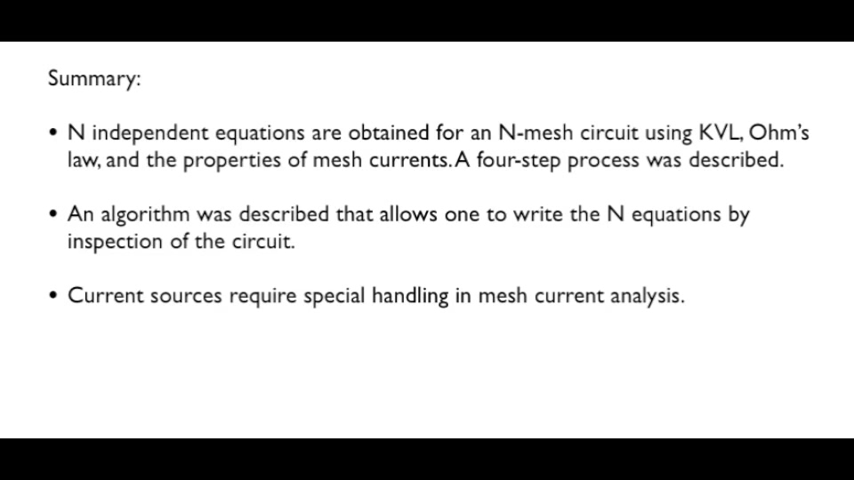 Summary:
• N independent equations are obtained for an N-mesh circuit using KVL, Ohm's
law, and the properties of mesh currents. A four-step process was described.
• An algorithm was described that allows one to write the N equations by
inspection of the circuit.
• Current sources require special handling in mesh current analysis.